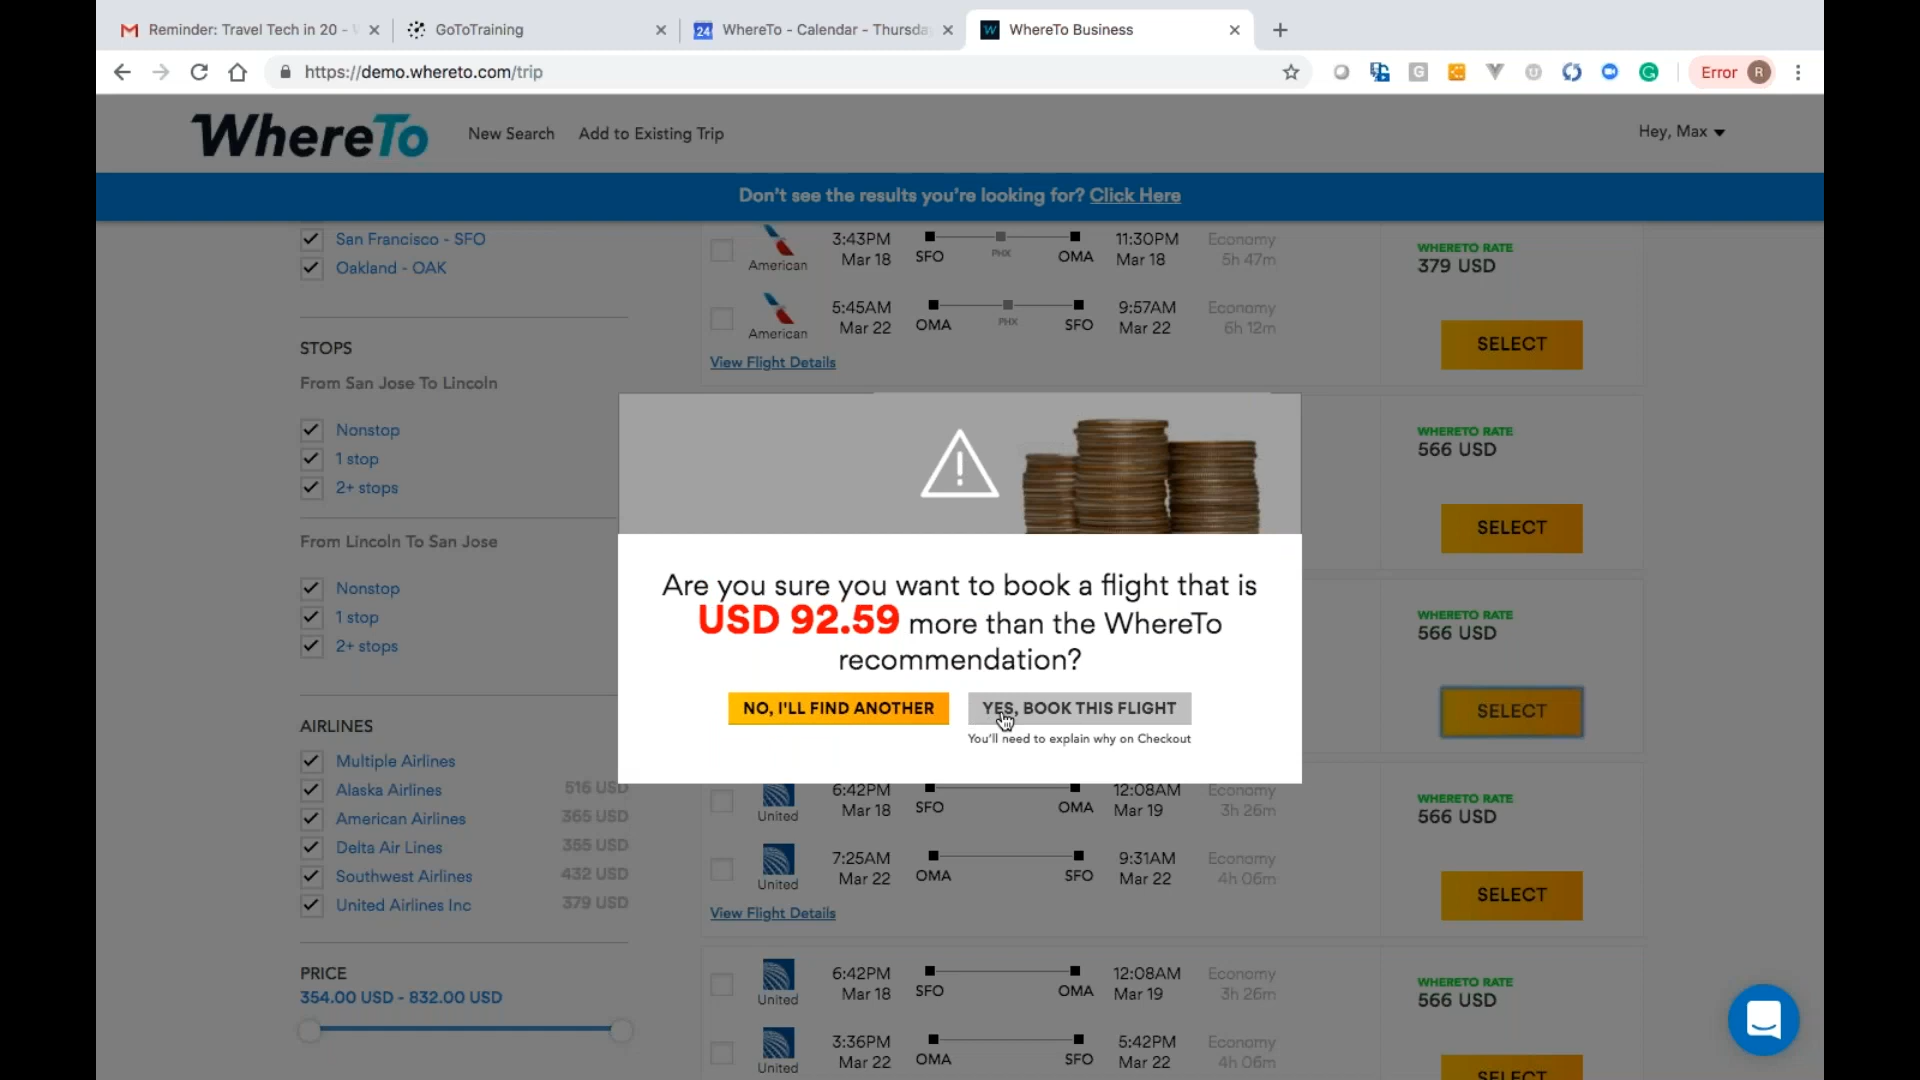 Reminder: Travel Tech in 20 -
GoToTraining
24
WhereTo - Calendar - Thursda
WhereTo Business
https://demo.whereto.com/trip
Error R
WhereTo
New Search
Add to Existing Trip
Hey, Max
Don't see the results you're looking for? Click Here
San Francisco - SFO
Oakland - OAK
STOPS
From San Jose To Lincoln
Nonstop
1 stop
2+ stops
From Lincoln To San Jose
Nonstop
1 stop
2+ stops
AIRLINES
Multiple Airlines
Alaska Airlines 516 USD
American Airlines 365 USD
Delta Air Lines 355 USD
Southwest Airlines 432 USD
United Airlines Inc 379 USD
PRICE
354.00 USD - 832.00 USD
American 3:43PM Mar 18 SFO PHX OMA 11:30PM Mar 18 Economy 5h 47m
American 5:45AM Mar 22 OMA PHX SFO 9:57AM Mar 22 Economy 6h 12m
View Flight Details
WHERETO RATE
379 USD
SELECT
WHERETO RATE
566 USD
SELECT
WHERETO RATE
566 USD
SELECT
Are you sure you want to book a flight that is
USD 92.59 more than the WhereTo
recommendation?
NO, I'LL FIND ANOTHER
YES, BOOK THIS FLIGHT
You'll need to explain why on Checkout
United 6:42PM Mar 18 SFO OMA 12:08AM Mar 19 Economy 3h 26m
United 7:25AM Mar 22 OMA SFO 9:31AM Mar 22 Economy 4h 06m
View Flight Details
WHERETO RATE
566 USD
SELECT
United 6:42PM Mar 18 SFO OMA 12:08AM Mar 19 Economy 3h 26m
United 3:36PM Mar 22 OMA SFO 5:42PM Mar 22 Economy 4h 06m
WHERETO RATE
566 USD
SELECT